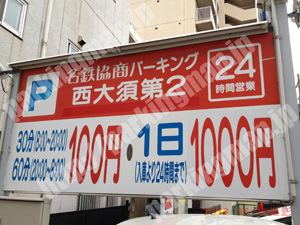 P
名鉄協商パーキング
西大須第2
24
時間営業
30分(8:00~20:00)
60分(20:00~8:00)
100円
1日
(入庫より24時間まで)
1000円